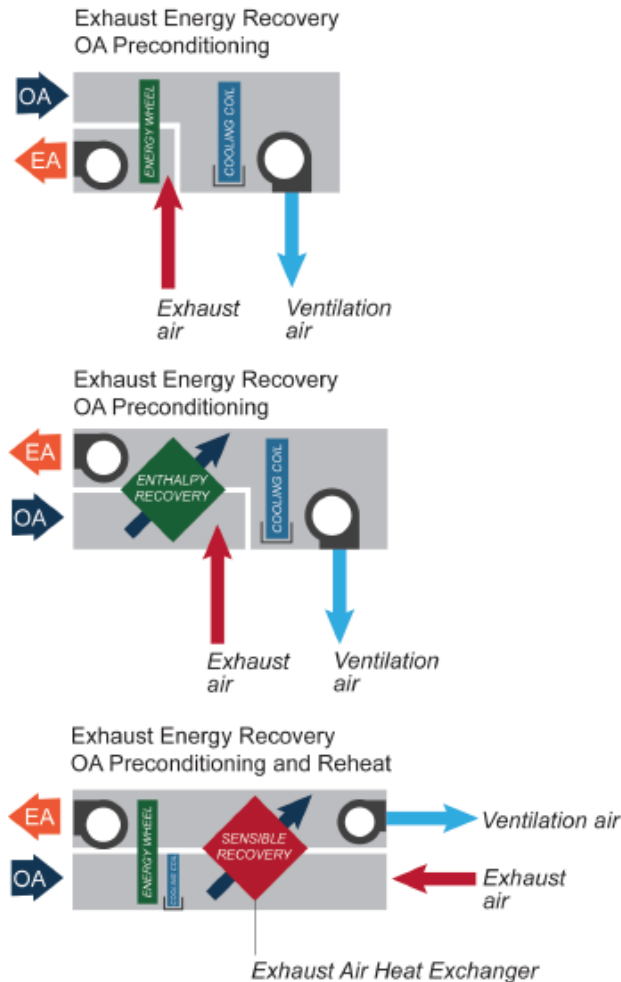 Exhaust Energy Recovery
OA Preconditioning
OA
EA
ENERGY WHEEL
COOLING COIL
Exhaust
air
Ventilation
air
Exhaust Energy Recovery
OA Preconditioning
EA
OA
ENTHALPY
RECOVERY
COOLING COIL
Exhaust
air
Ventilation
air
Exhaust Energy Recovery
OA Preconditioning and Reheat
EA
OA
ENERGY WHEEL
COOLING COIL
SENSIBLE
RECOVERY
Ventilation air
Exhaust
air
Exhaust Air Heat Exchanger